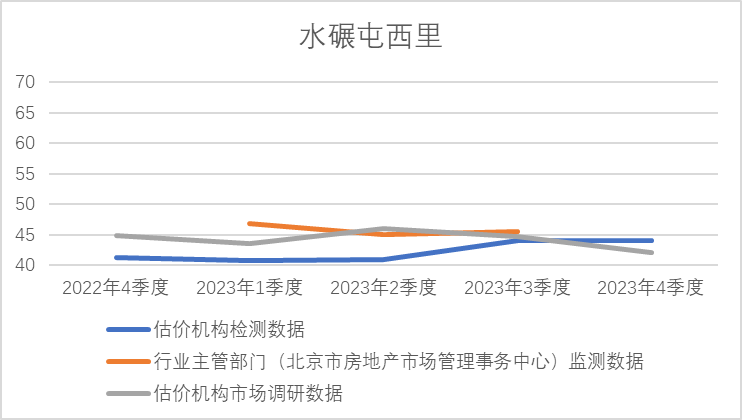 水碾屯西里
70
65
60
55
50
45
40
2022年4季度 2023年1季度 2023年2季度 2023年3季度 2023年4季度
估价机构检测数据
行业主管部门（北京市房地产市场管理事务中心）监测数据
估价机构市场调研数据